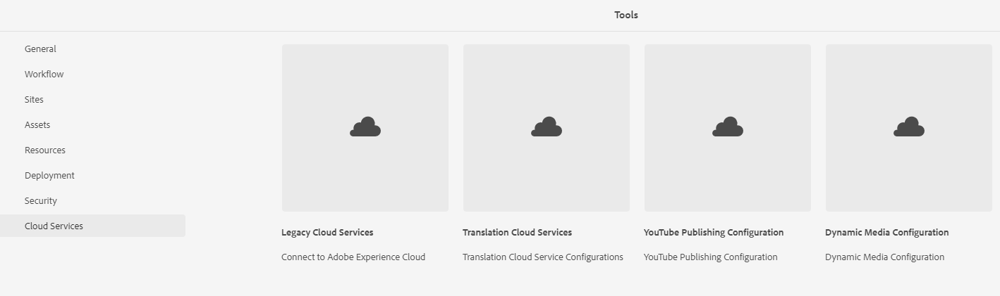 Tools
General
Workflow
Sites
Assets
Resources
Deployment
Security
Cloud Services
Legacy Cloud Services
Connect to Adobe Experience Cloud
Translation Cloud Services
Translation Cloud Service Configurations
YouTube Publishing Configuration
YouTube Publishing Configuration
Dynamic Media Configuration
Dynamic Media Configuration